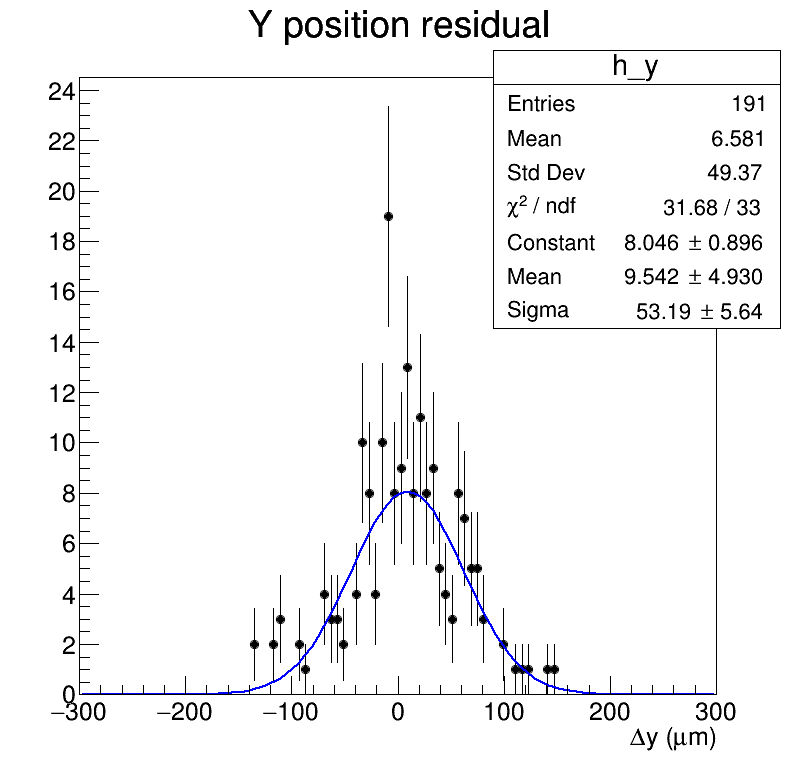 Y position residual
h_y
Entries 191
Mean 6.581
Std Dev 49.37
χ² / ndf 31.68 / 33
Constant 8.046 ± 0.896
Mean 9.542 ± 4.930
Sigma 53.19 ± 5.64
24
22
20
18
16
14
12
10
8
6
4
2
0
−300 −200 −100 0 100 200 300
Δy (μm)